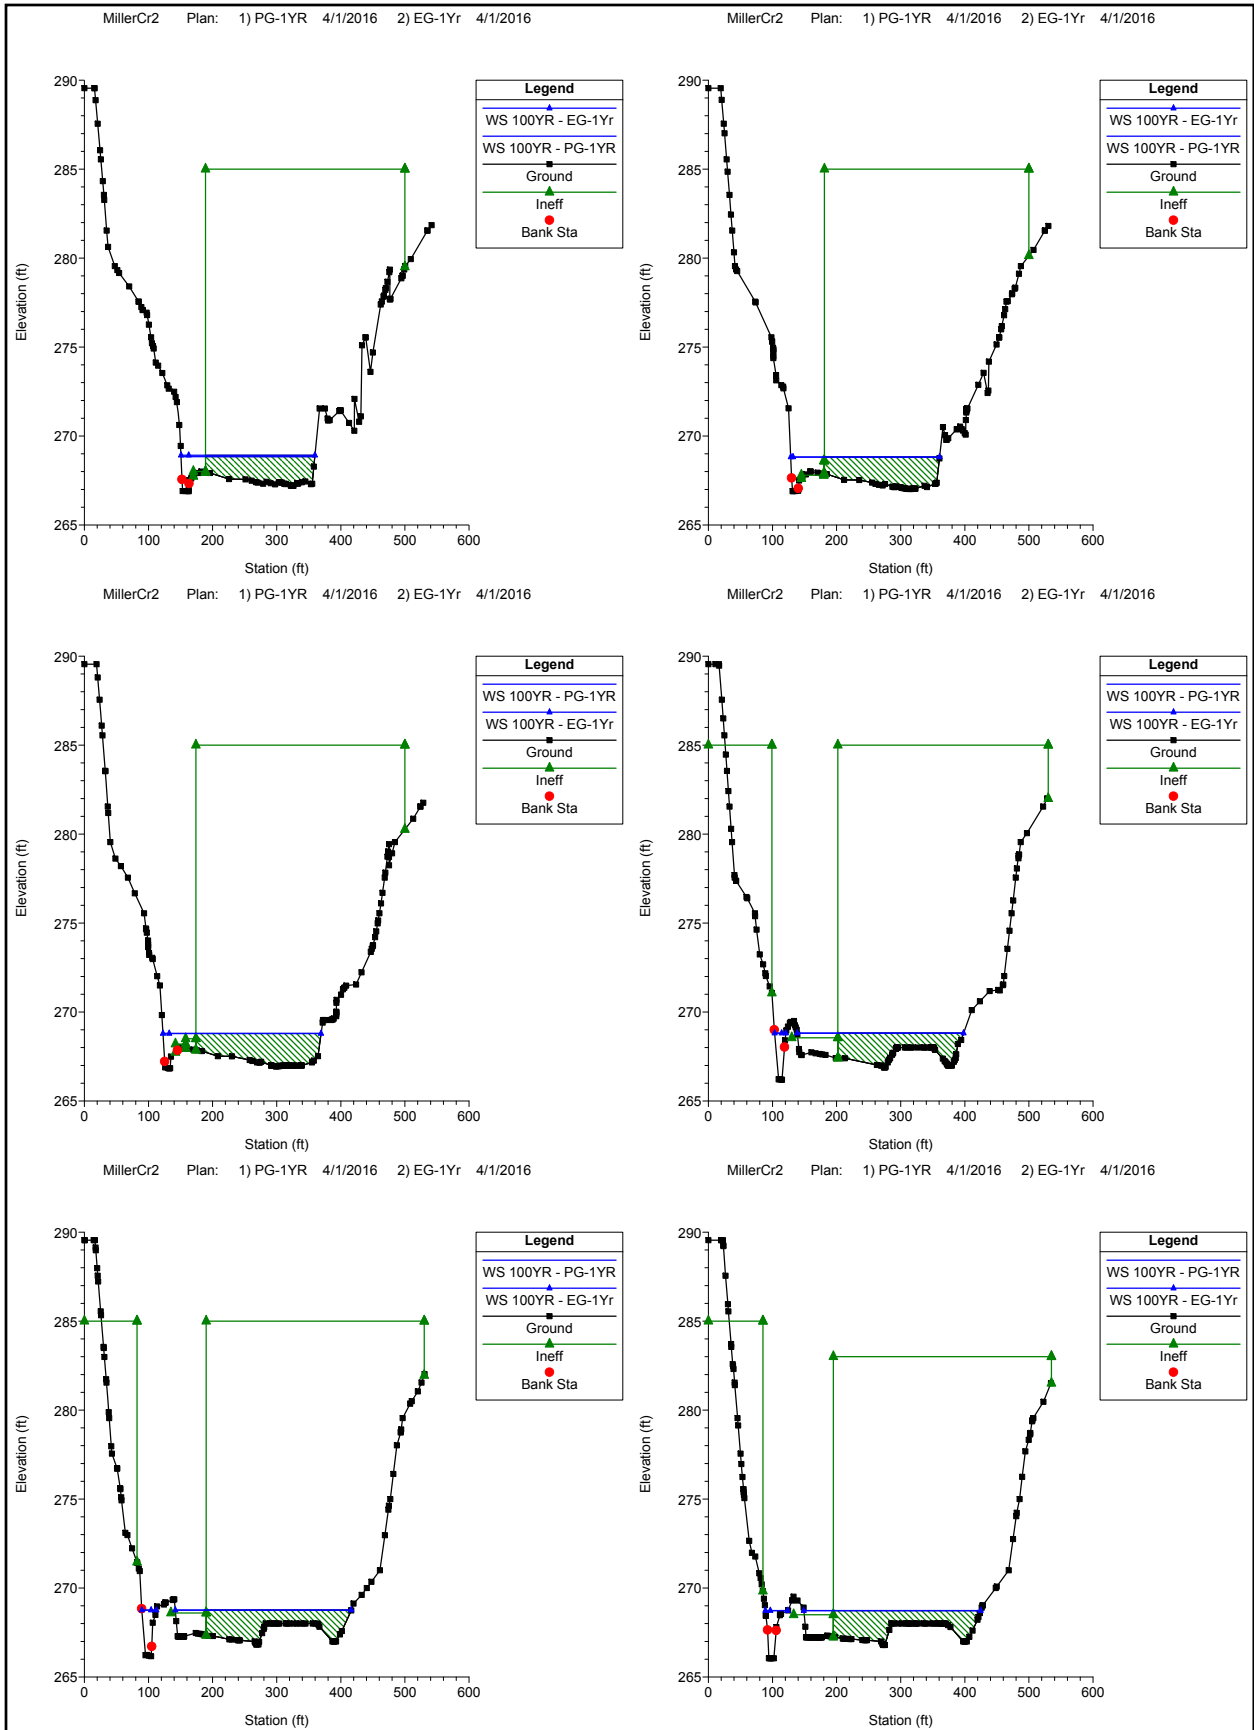 MillerCr2 Plan: 1) PG-1YR 4/1/2016 2) EG-1Yr 4/1/2016
290
285
280
275
270
265
0 100 200 300 400 500 600
Elevation (ft)
Station (ft)
Legend
WS 100YR - EG-1Yr
WS 100YR - PG-1YR
Ground
Ineff
Bank Sta
MillerCr2 Plan: 1) PG-1YR 4/1/2016 2) EG-1Yr 4/1/2016
290
285
280
275
270
265
0 100 200 300 400 500 600
Elevation (ft)
Station (ft)
Legend
WS 100YR - EG-1Yr
WS 100YR - PG-1YR
Ground
Ineff
Bank Sta
MillerCr2 Plan: 1) PG-1YR 4/1/2016 2) EG-1Yr 4/1/2016
290
285
280
275
270
265
0 100 200 300 400 500 600
Elevation (ft)
Station (ft)
Legend
WS 100YR - PG-1YR
WS 100YR - EG-1Yr
Ground
Ineff
Bank Sta
MillerCr2 Plan: 1) PG-1YR 4/1/2016 2) EG-1Yr 4/1/2016
290
285
280
275
270
265
0 100 200 300 400 500 600
Elevation (ft)
Station (ft)
Legend
WS 100YR - PG-1YR
WS 100YR - EG-1Yr
Ground
Ineff
Bank Sta
MillerCr2 Plan: 1) PG-1YR 4/1/2016 2) EG-1Yr 4/1/2016
290
285
280
275
270
265
0 100 200 300 400 500 600
Elevation (ft)
Station (ft)
Legend
WS 100YR - PG-1YR
WS 100YR - EG-1Yr
Ground
Ineff
Bank Sta
MillerCr2 Plan: 1) PG-1YR 4/1/2016 2) EG-1Yr 4/1/2016
290
285
280
275
270
265
0 100 200 300 400 500 600
Elevation (ft)
Station (ft)
Legend
WS 100YR - PG-1YR
WS 100YR - EG-1Yr
Ground
Ineff
Bank Sta